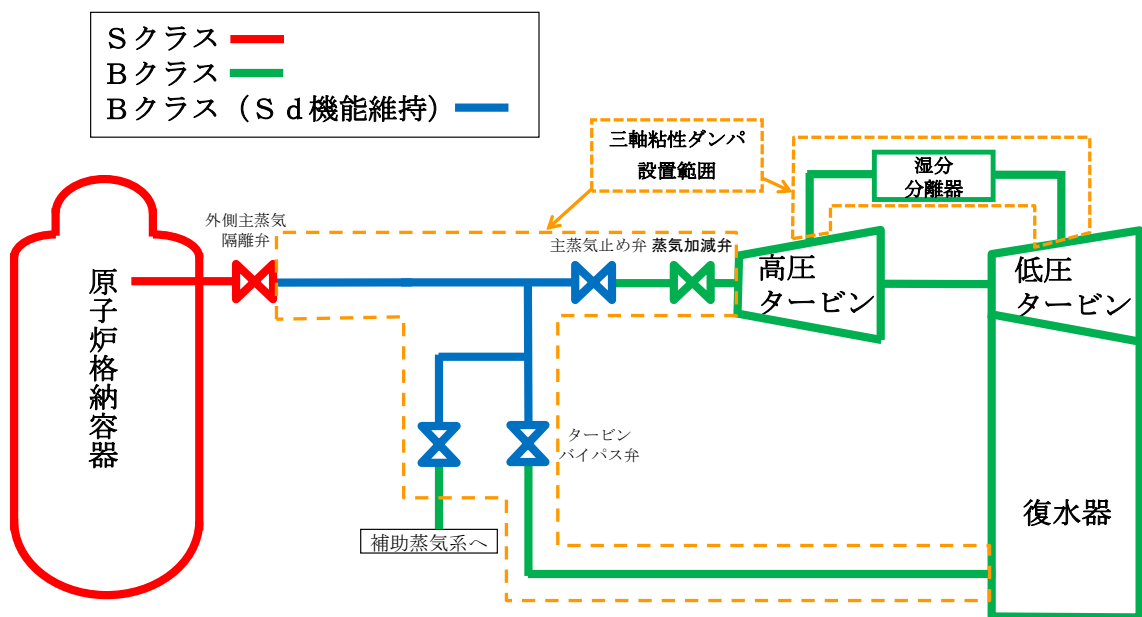 Sクラス
Bクラス
Bクラス（Sd機能維持）
三軸粘性ダンパ
設置範囲
湿分
分離器
外側主蒸気
隔離弁
主蒸気止め弁
蒸気加減弁
高圧
タービン
低圧
タービン
原子炉格納容器
タービン
バイパス弁
復水器
補助蒸気系へ